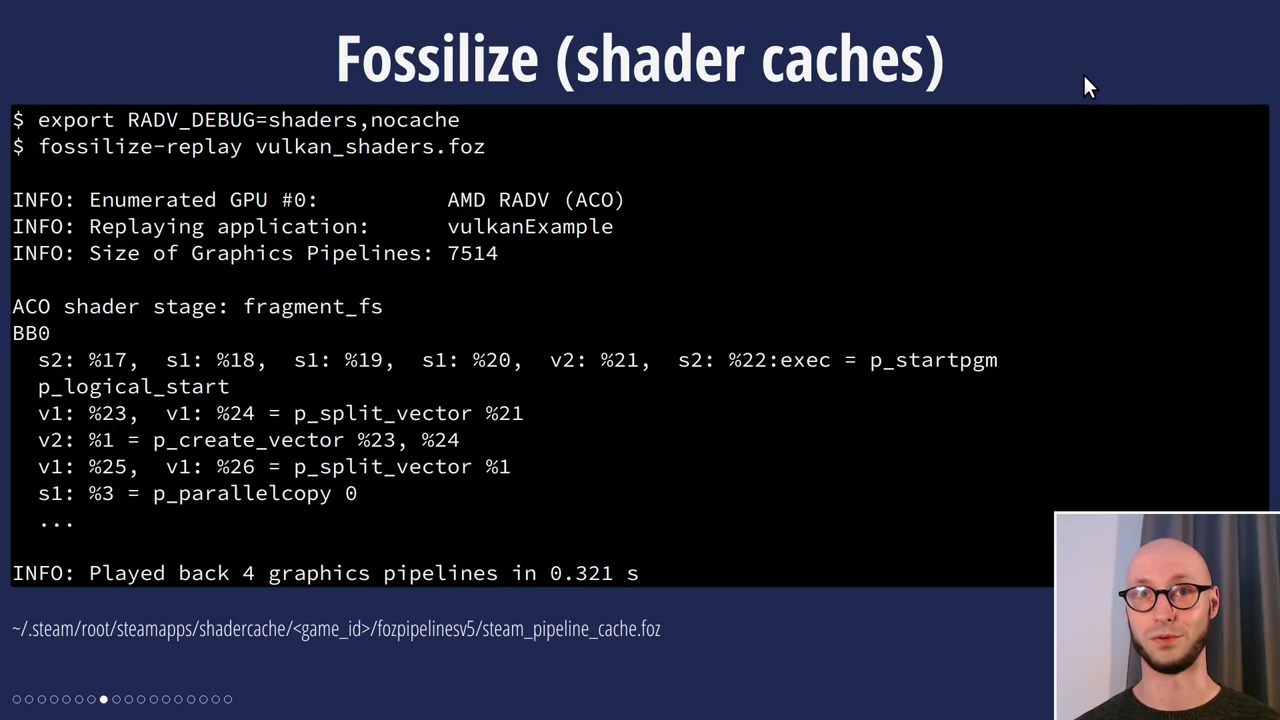 Fossilize (shader caches)
$ export RADV_DEBUG=shaders,nocache
$ fossilize-replay vulkan_shaders.foz
INFO: Enumerated GPU #0: AMD RADV (ACO)
INFO: Replaying application: vulkanExample
INFO: Size of Graphics Pipelines: 7514
ACO shader stage: fragment_fs
BB0
s2: %17, s1: %18, s1: %19, s1: %20, v2: %21, s2: %22:exec = p_startpgm
p_logical_start
v1: %23, v1: %24 = p_split_vector %21
v2: %1 = p_create_vector %23, %24
v1: %25, v1: %26 = p_split_vector %1
s1: %3 = p_parallelcopy 0
...
INFO: Played back 4 graphics pipelines in 0.321 s
~/.steam/root/steamapps/shadercache/<game_id>/fozpipelinesv5/steam_pipeline_cache.foz